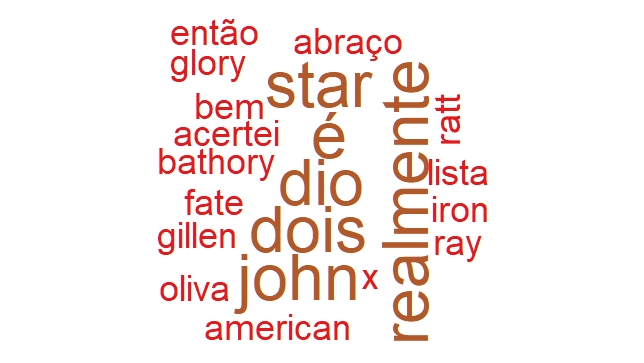 então
abraço
glory
star
realmente
bem
ratt
acertei
é
bathory
lista
dio
fate
iron
gillen
dois
ray
john
x
oliva
american